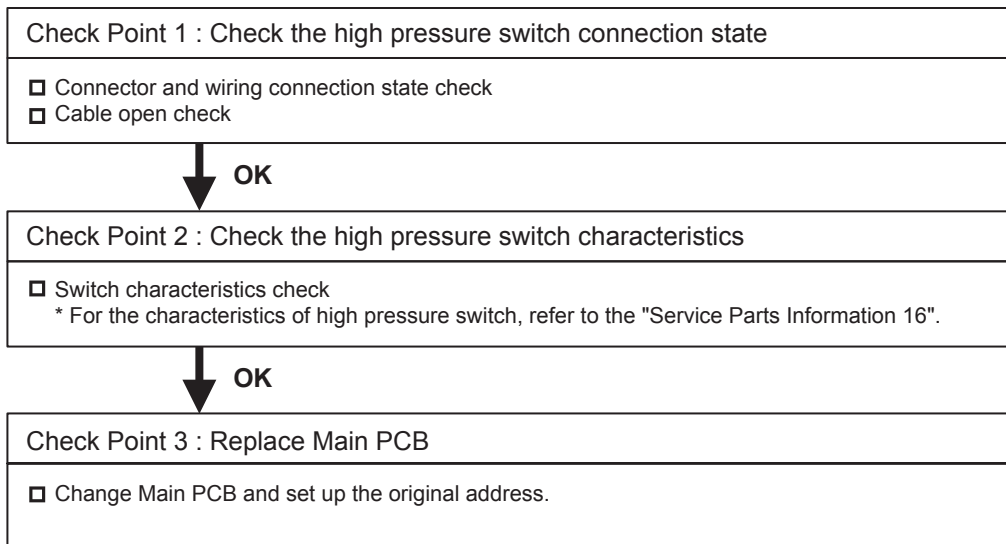 Check Point 1 : Check the high pressure switch connection state
Connector and wiring connection state check
Cable open check
OK
Check Point 2 : Check the high pressure switch characteristics
Switch characteristics check
* For the characteristics of high pressure switch, refer to the "Service Parts Information 16".
OK
Check Point 3 : Replace Main PCB
Change Main PCB and set up the original address.